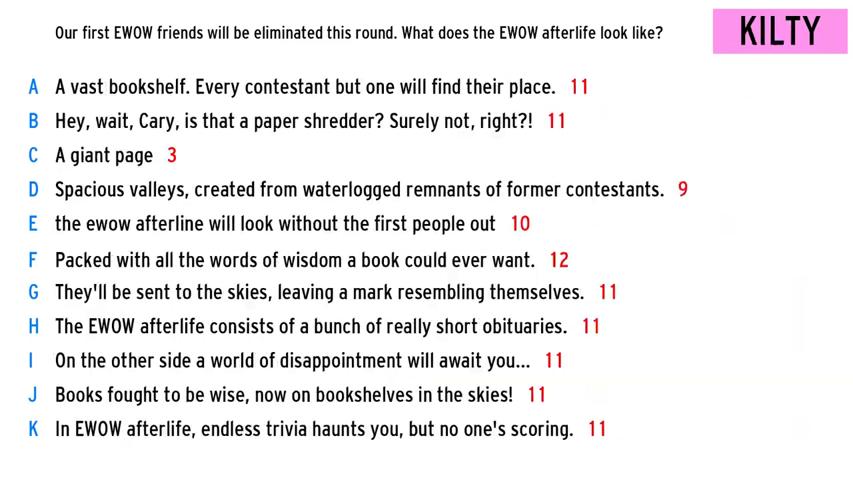 Our first EWOW friends will be eliminated this round. What does the EWOW afterlife look like?
KILTY
A A vast bookshelf. Every contestant but one will find their place. 11
B Hey, wait, Cary, is that a paper shredder? Surely not, right?! 11
C A giant page 3
D Spacious valleys, created from waterlogged remnants of former contestants. 9
E the ewow afterline will look without the first people out 10
F Packed with all the words of wisdom a book could ever want. 12
G They'll be sent to the skies, leaving a mark resembling themselves. 11
H The EWOW afterlife consists of a bunch of really short obituaries. 11
I On the other side a world of disappointment will await you... 11
J Books fought to be wise, now on bookshelves in the skies! 11
K In EWOW afterlife, endless trivia haunts you, but no one's scoring. 11